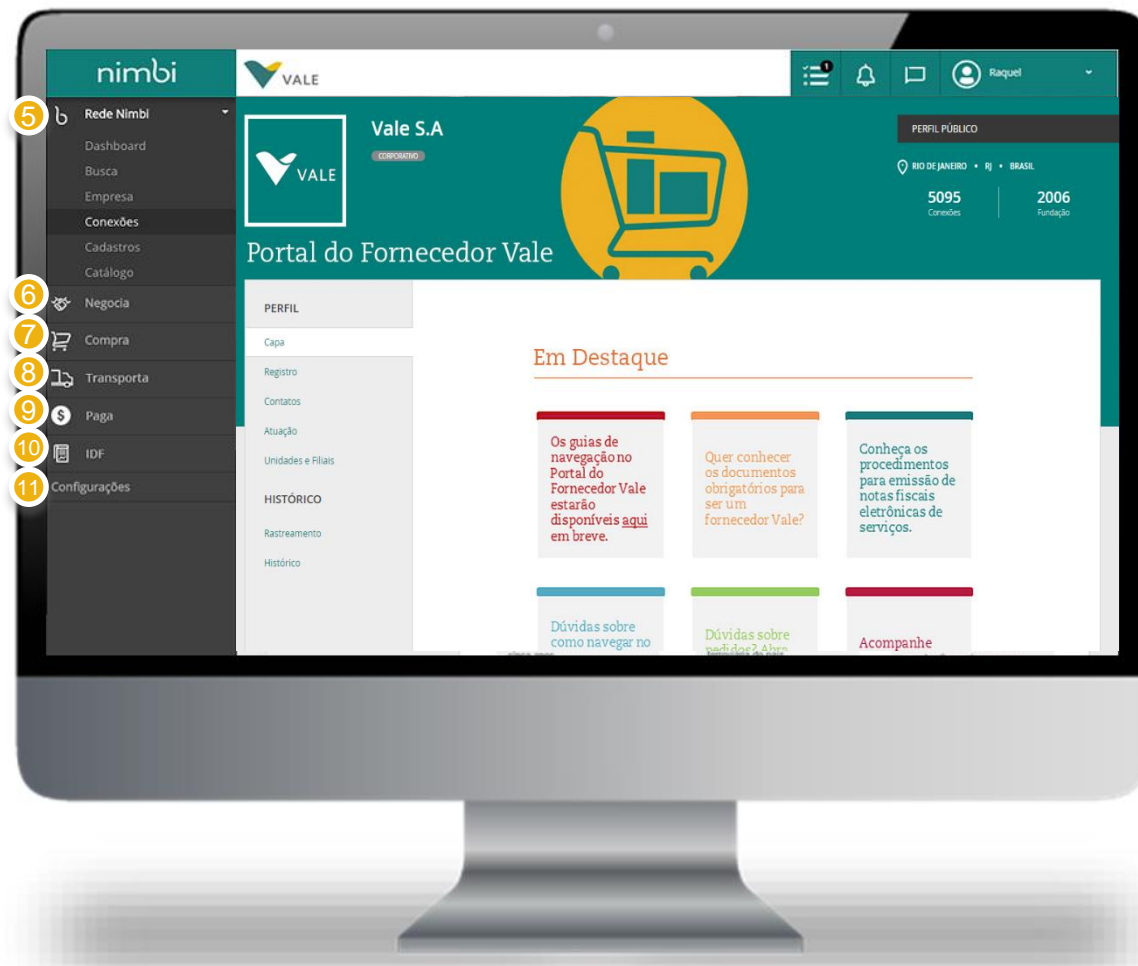 nimbi
VALE
1
Raquel
5
Rede Nimbi
Dashboard
Busca
Empresa
Conexões
Cadastros
Catálogo
6
Negocia
7
Compra
8
Transporta
9
$
Paga
10
IDF
11
Configurações
VALE
Vale S.A
CORPORATIVO
Portal do Fornecedor Vale
PERFIL PÚBLICO
RIO DE JANEIRO • RJ • BRASIL
5095
Conexões
2006
Fundação
PERFIL
Capa
Registro
Contatos
Atuação
Unidades e Filiais
HISTÓRICO
Rastreamento
Histórico
Em Destaque
Os guias de
navegação no
Portal do
Fornecedor Vale
estarão
disponíveis aqui
em breve.
Quer conhecer
os documentos
obrigatórios para
ser um
fornecedor Vale?
Conheça os
procedimentos
para emissão de
notas fiscais
eletrônicas de
serviços.
Dúvidas sobre
como navegar no
Dúvidas sobre
pedidos? Abra
Acompanhe